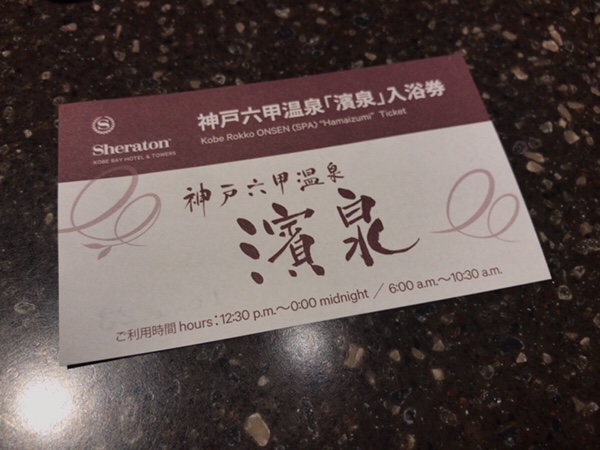 神戸六甲温泉「濱泉」入浴券
Kobe Rokko ONSEN (SPA) "Hamaizumi" Ticket
Sheraton
KOBE BAY HOTEL & TOWERS
神戸六甲温泉
濱泉
ご利用時間 hours：12:30 p.m.～0:00 midnight ／ 6:00 a.m.～10:30 a.m.